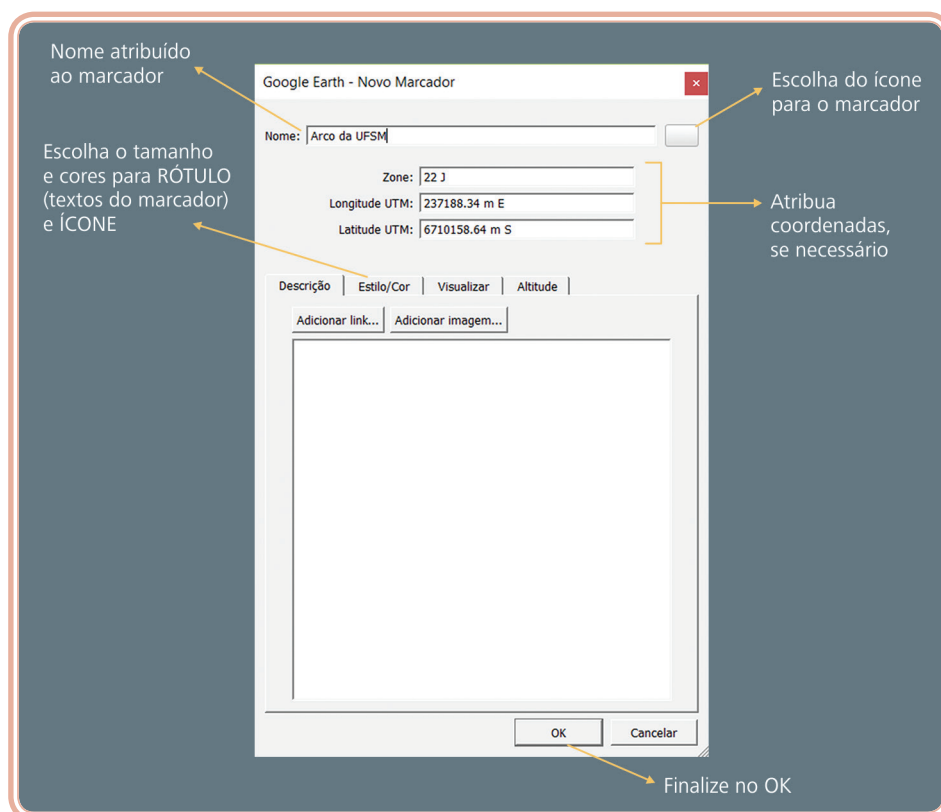 Nome atribuído
ao marcador
Escolha do ícone
para o marcador
Escolha o tamanho
e cores para RÓTULO
(textos do marcador)
e ÍCONE
Atribua
coordenadas,
se necessário
Google Earth - Novo Marcador
×
Nome: Arco da UFSM
Zone: 22 J
Longitude UTM: 237188.34 m E
Latitude UTM: 6710158.64 m S
Descrição Estilo/Cor Visualizar Altitude
Adicionar link... Adicionar imagem...
OK Cancelar
Finalize no OK